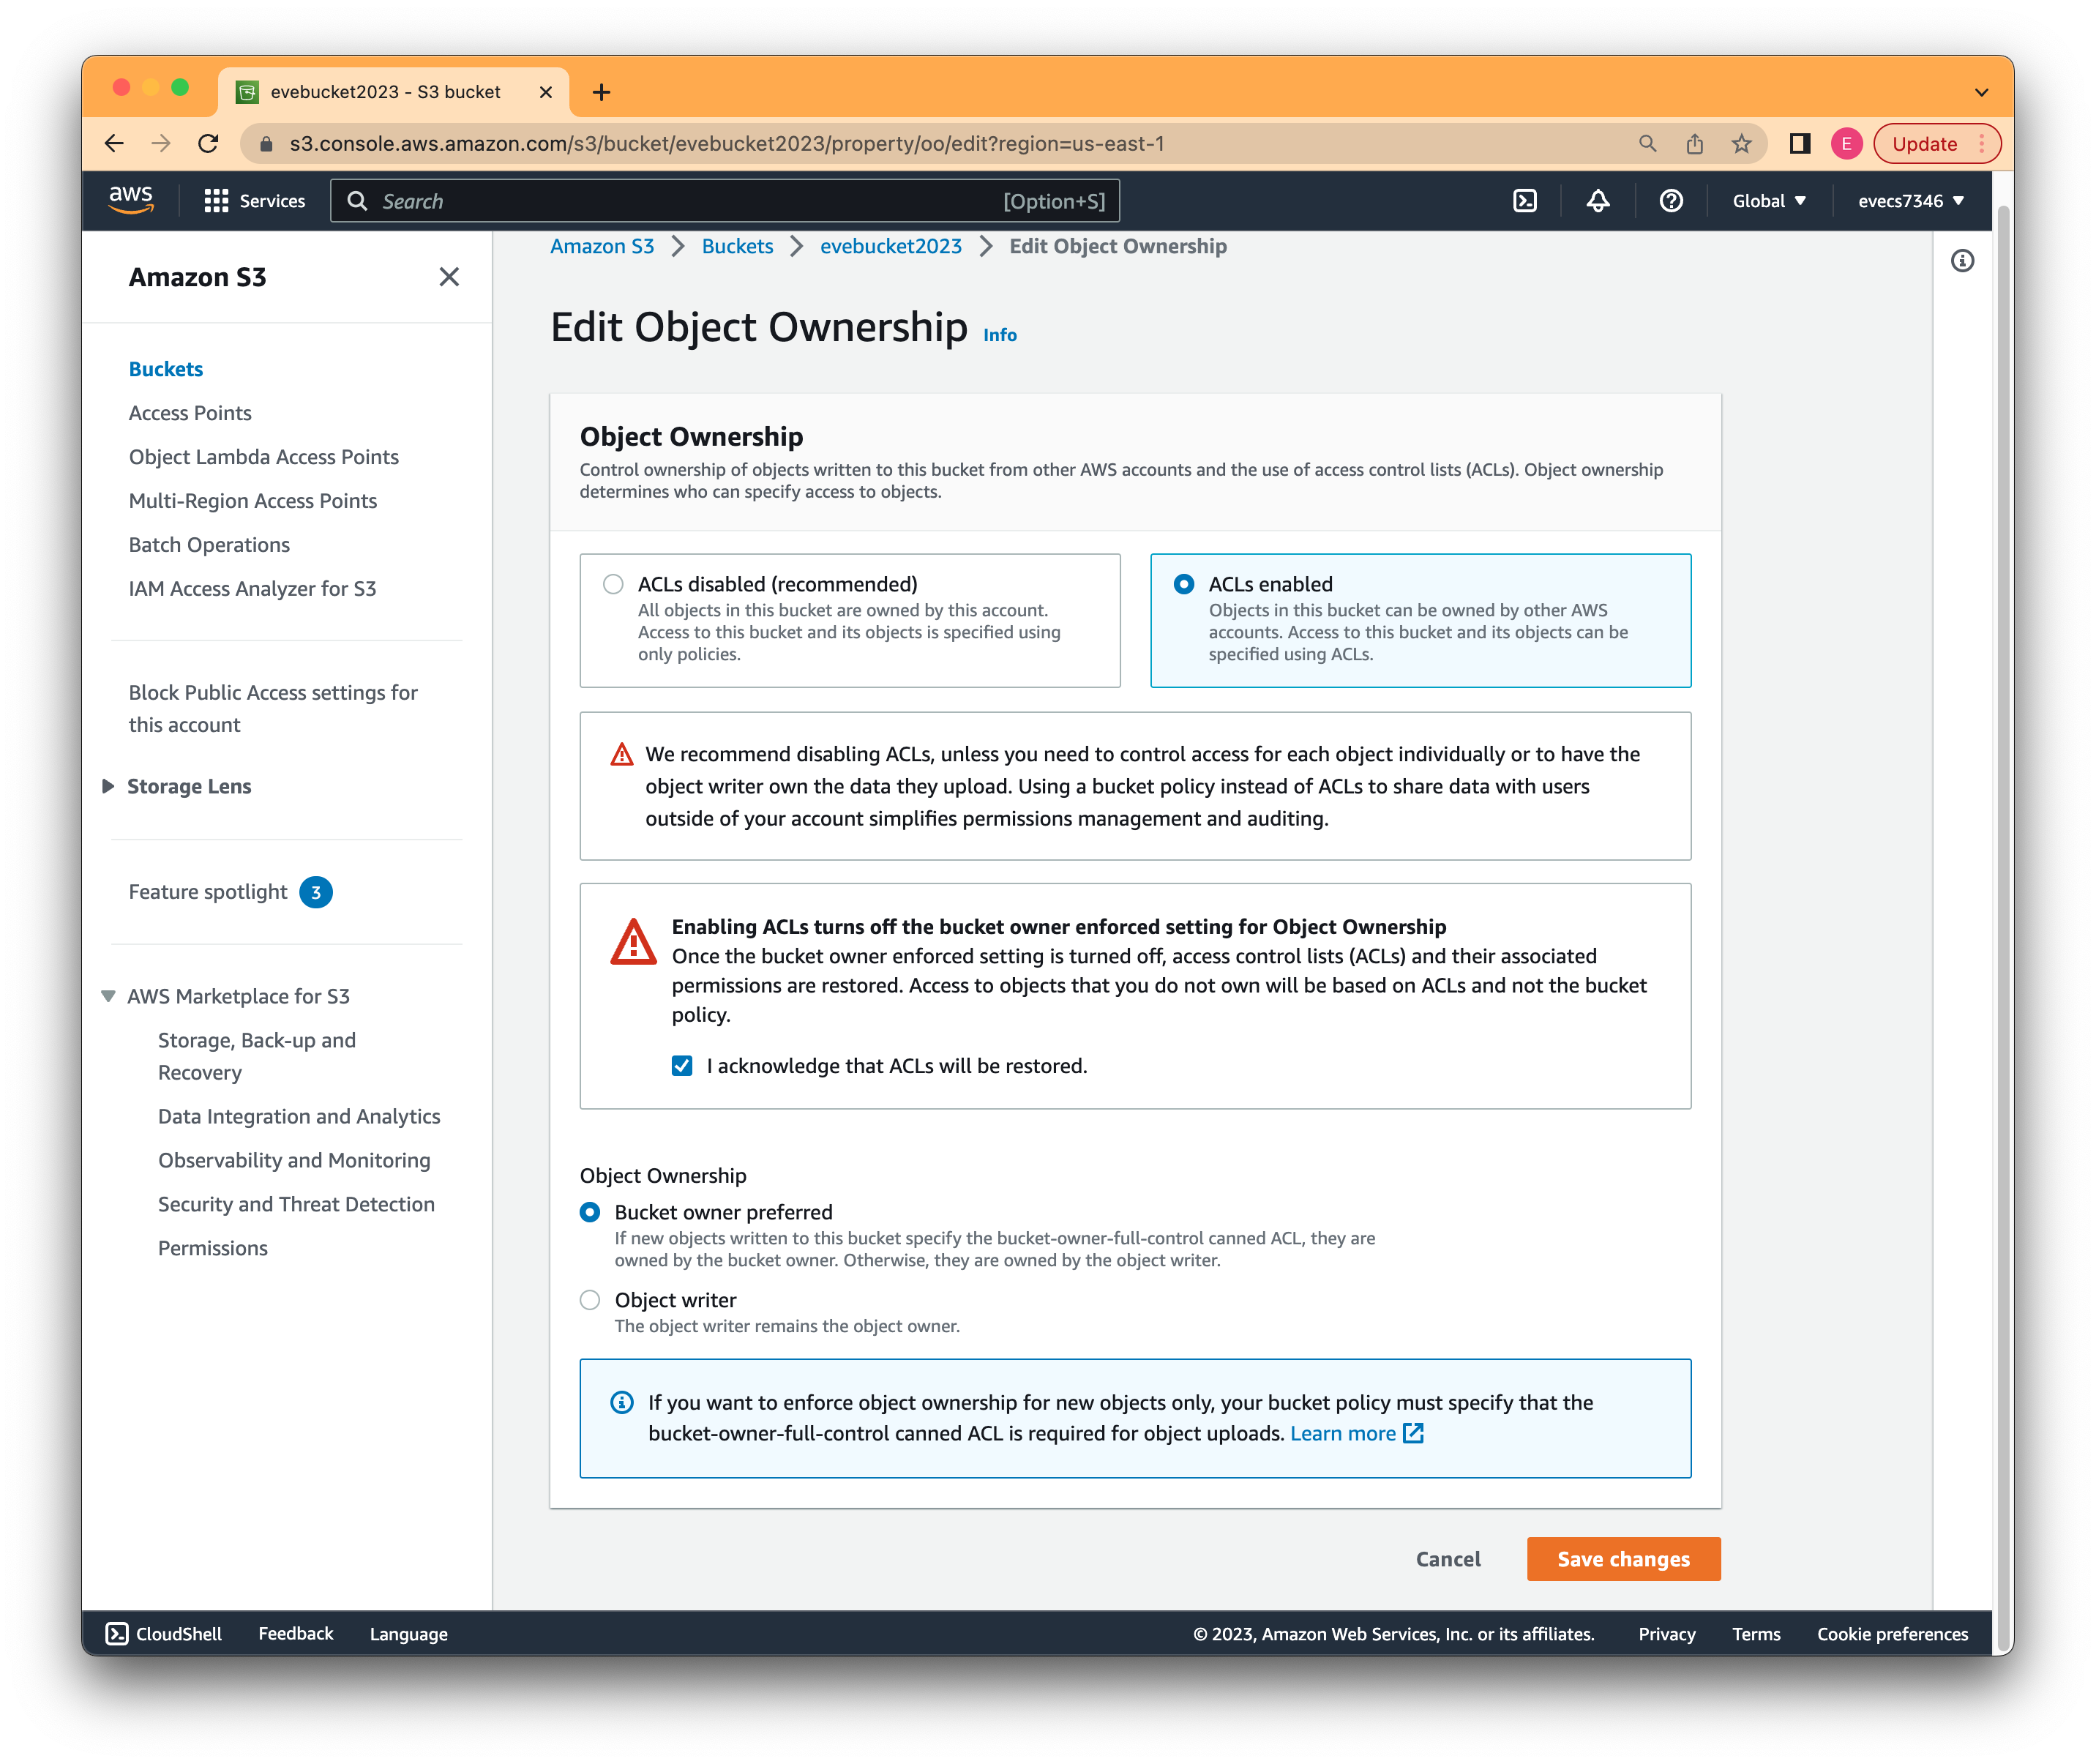 evebucket2023 - S3 bucket
s3.console.aws.amazon.com/s3/bucket/evebucket2023/property/oo/edit?region=us-east-1
E
Update
aws
Services
Search
[Option+S]
Global
evecs7346
Amazon S3
Buckets
Access Points
Object Lambda Access Points
Multi-Region Access Points
Batch Operations
IAM Access Analyzer for S3
Block Public Access settings for
this account
Storage Lens
Feature spotlight 3
AWS Marketplace for S3
Storage, Back-up and
Recovery
Data Integration and Analytics
Observability and Monitoring
Security and Threat Detection
Permissions
Amazon S3 > Buckets > evebucket2023 > Edit Object Ownership
Edit Object Ownership Info
Object Ownership
Control ownership of objects written to this bucket from other AWS accounts and the use of access control lists (ACLs). Object ownership
determines who can specify access to objects.
ACLs disabled (recommended)
All objects in this bucket are owned by this account.
Access to this bucket and its objects is specified using
only policies.
ACLs enabled
Objects in this bucket can be owned by other AWS
accounts. Access to this bucket and its objects can be
specified using ACLs.
We recommend disabling ACLs, unless you need to control access for each object individually or to have the
object writer own the data they upload. Using a bucket policy instead of ACLs to share data with users
outside of your account simplifies permissions management and auditing.
Enabling ACLs turns off the bucket owner enforced setting for Object Ownership
Once the bucket owner enforced setting is turned off, access control lists (ACLs) and their associated
permissions are restored. Access to objects that you do not own will be based on ACLs and not the bucket
policy.
I acknowledge that ACLs will be restored.
Object Ownership
Bucket owner preferred
If new objects written to this bucket specify the bucket-owner-full-control canned ACL, they are
owned by the bucket owner. Otherwise, they are owned by the object writer.
Object writer
The object writer remains the object owner.
If you want to enforce object ownership for new objects only, your bucket policy must specify that the
bucket-owner-full-control canned ACL is required for object uploads. Learn more
Cancel
Save changes
CloudShell
Feedback
Language
© 2023, Amazon Web Services, Inc. or its affiliates.
Privacy
Terms
Cookie preferences